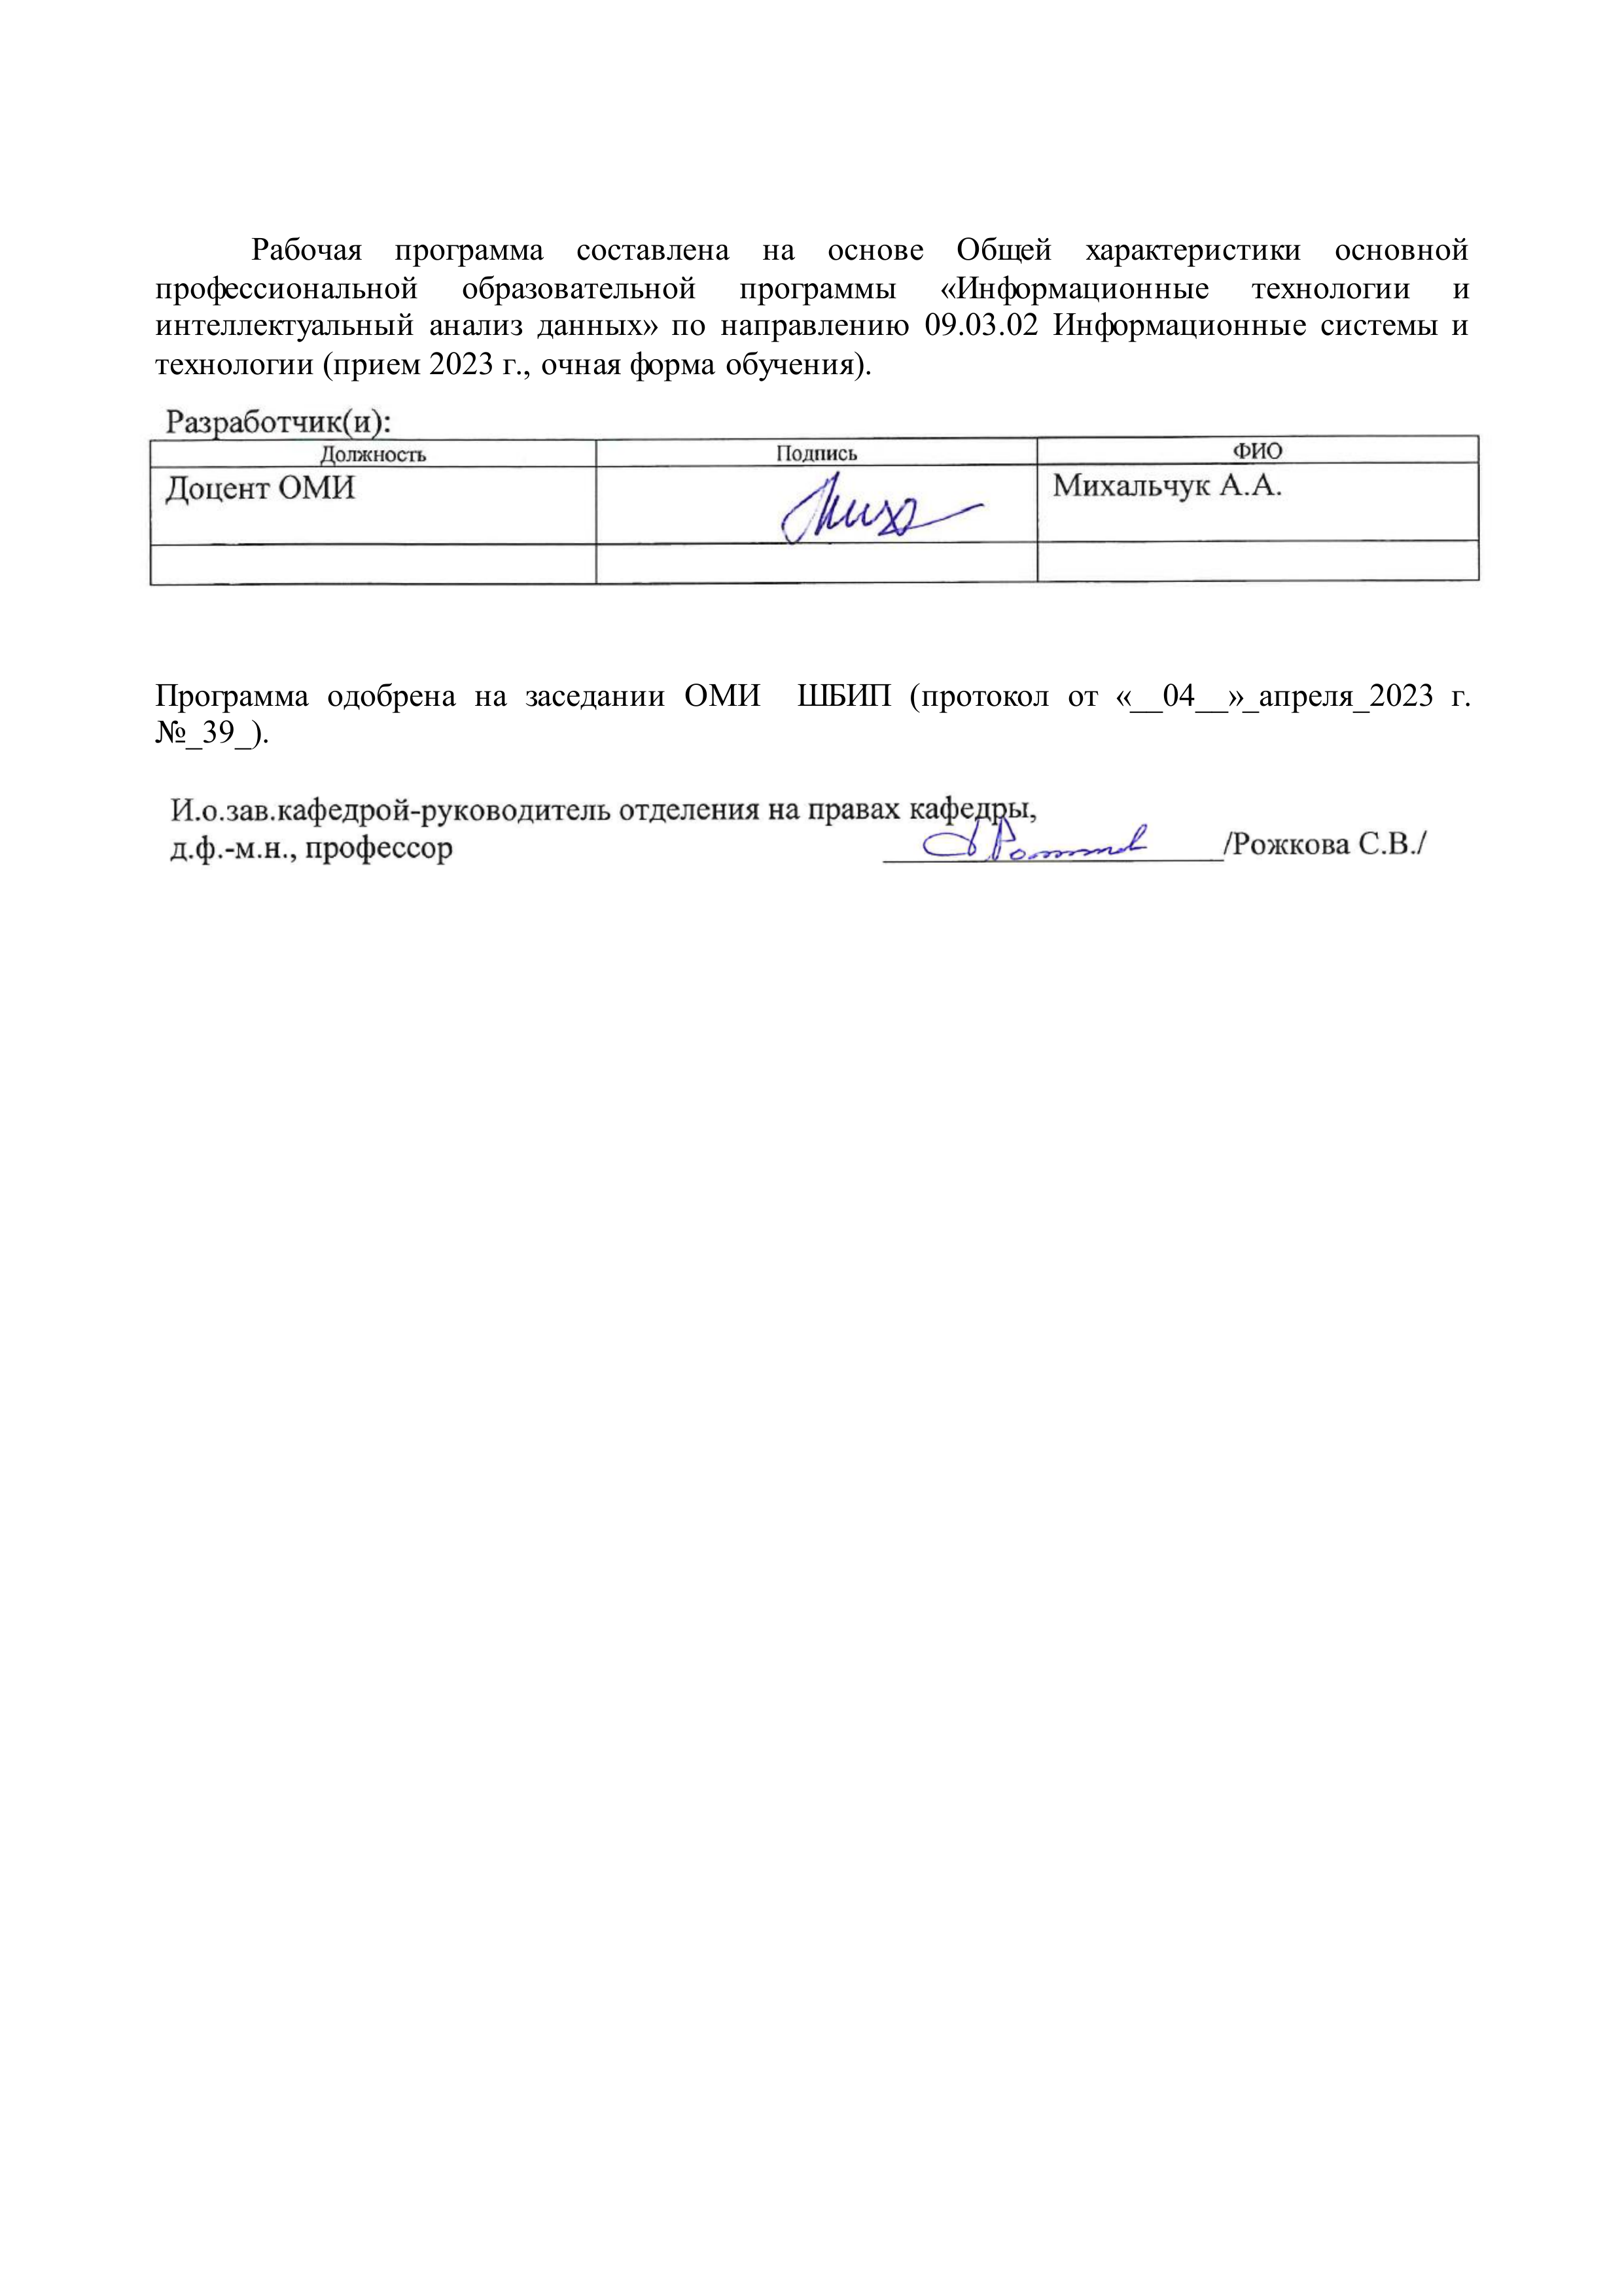 Рабочая программа составлена на основе Общей характеристики основной
профессиональной образовательной программы «Информационные технологии и
интеллектуальный анализ данных» по направлению 09.03.02 Информационные системы и
технологии (прием 2023 г., очная форма обучения).
Разработчик(и):
Должность Подпись ФИО
Доцент ОМИ Михальчук А.А.
Программа одобрена на заседании ОМИ ШБИП (протокол от «__04__»_апреля_2023 г.
№_39_).
И.о.зав.кафедрой-руководитель отделения на правах кафедры,
д.ф.-м.н., профессор ____________________/Рожкова С.В./